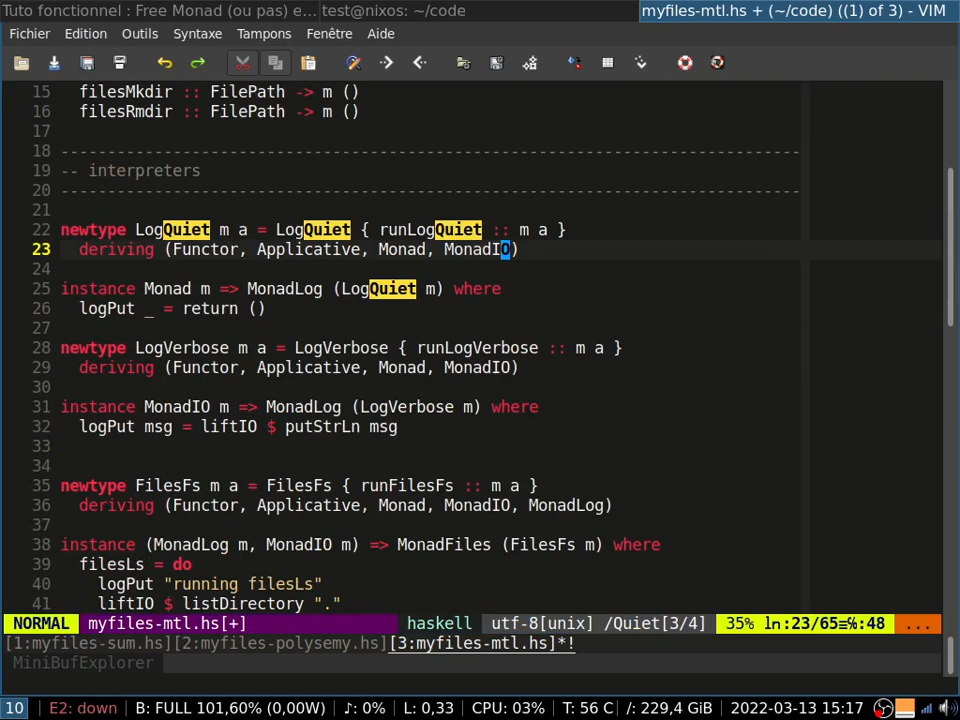 Tuto fonctionnel : Free Monad (ou pas) e... test@nixos: ~/code myfiles-mtl.hs + (~/code) ((1) of 3) - VIM
Fichier Edition Outils Syntaxe Tampons Fenêtre Aide
15 filesMkdir :: FilePath -> m ()
16 filesRmdir :: FilePath -> m ()
17
18 -------------------------------------------------------------------------------
19 -- interpreters
20 -------------------------------------------------------------------------------
21
22 newtype LogQuiet m a = LogQuiet { runLogQuiet :: m a }
23 deriving (Functor, Applicative, Monad, MonadIO)
24
25 instance Monad m => MonadLog (LogQuiet m) where
26 logPut _ = return ()
27
28 newtype LogVerbose m a = LogVerbose { runLogVerbose :: m a }
29 deriving (Functor, Applicative, Monad, MonadIO)
30
31 instance MonadIO m => MonadLog (LogVerbose m) where
32 logPut msg = liftIO $ putStrLn msg
33
34
35 newtype FilesFs m a = FilesFs { runFilesFs :: m a }
36 deriving (Functor, Applicative, Monad, MonadIO, MonadLog)
37
38 instance (MonadLog m, MonadIO m) => MonadFiles (FilesFs m) where
39 filesLs = do
40 logPut "running filesLs"
41 liftIO $ listDirectory "."
NORMAL myfiles-mtl.hs[+] haskell utf-8[unix] /Quiet[3/4] 35% ln:23/65≡℅:48 ...
[1:myfiles-sum.hs][2:myfiles-polysemy.hs][3:myfiles-mtl.hs]*!
MiniBufExplorer
10 E2: down B: FULL 101,60% (0,00W) ♪: 0% L: 0,33 CPU: 03% T: 56 C /: 229,4 GiB 2022-03-13 15:17